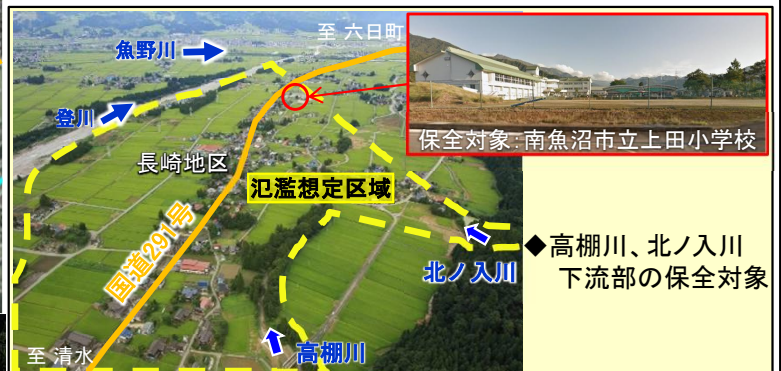 至 六日町
魚野川
登川
保全対象:南魚沼市立上田小学校
長崎地区
氾濫想定区域
国道291号
北ノ入川
◆高棚川、北ノ入川
下流部の保全対象
至 清水
高棚川